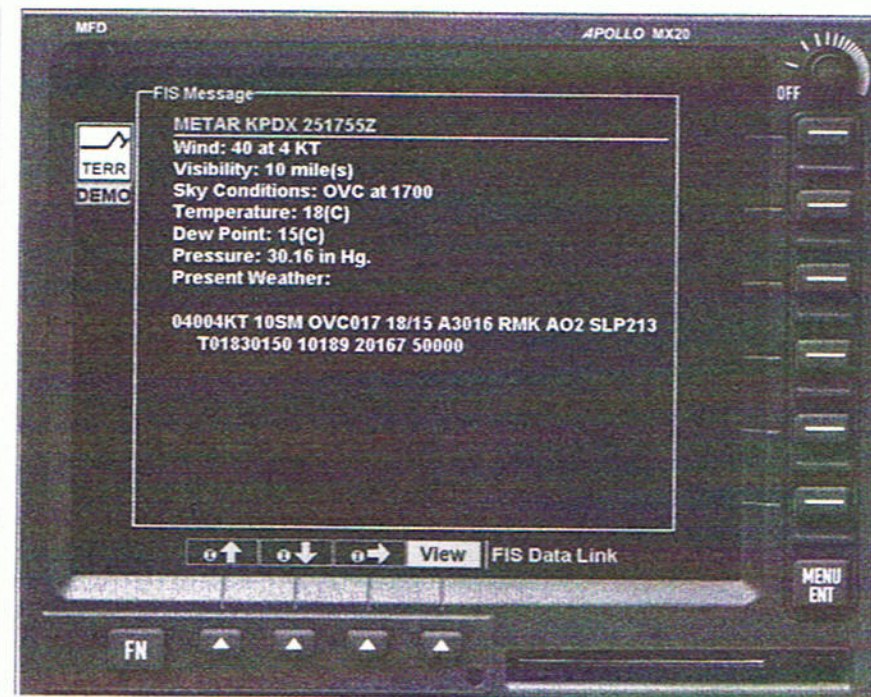 MFD
APOLLO MX20
OFF
FIS Message
METAR KPDX 251755Z
Wind: 40 at 4 KT
Visibility: 10 mile(s)
Sky Conditions: OVC at 1700
Temperature: 18(C)
Dew Point: 15(C)
Pressure: 30.16 in Hg.
Present Weather:
04004KT 10SM OVC017 18/15 A3016 RMK AO2 SLP213
T01830150 10189 20167 50000
TERR
DEMO
View
FIS Data Link
MENU
ENT
FN